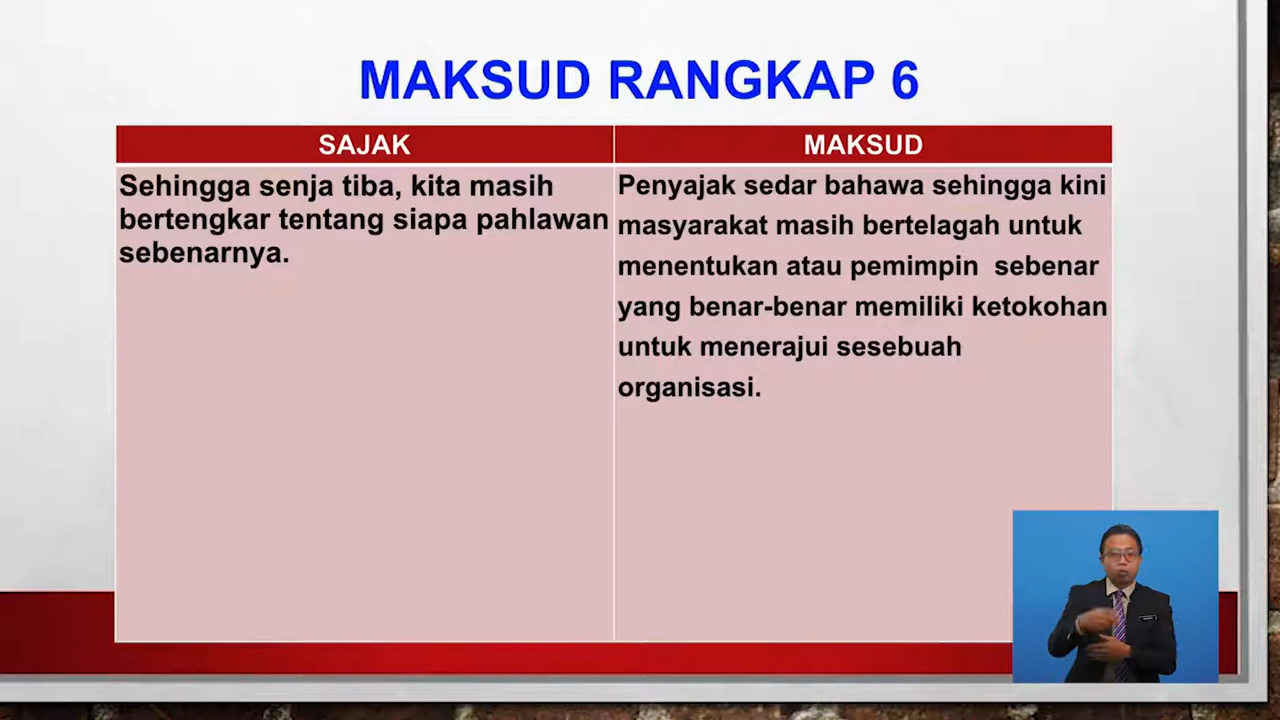 MAKSUD RANGKAP 6
SAJAK
MAKSUD
Sehingga senja tiba, kita masih
bertengkar tentang siapa pahlawan
sebenarnya.
Penyajak sedar bahawa sehingga kini
masyarakat masih bertelagah untuk
menentukan atau pemimpin sebenar
yang benar-benar memiliki ketokohan
untuk menerajui sesebuah
organisasi.